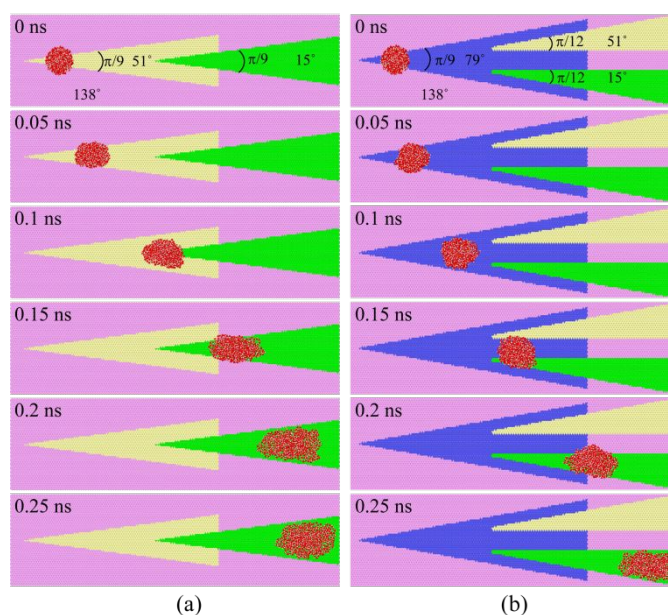 0 ns
π/9 51°
π/9 15°
138°
0.05 ns
0.1 ns
0.15 ns
0.2 ns
0.25 ns
(a)
0 ns
π/12 51°
π/9 79°
π/12 15°
138°
0.05 ns
0.1 ns
0.15 ns
0.2 ns
0.25 ns
(b)